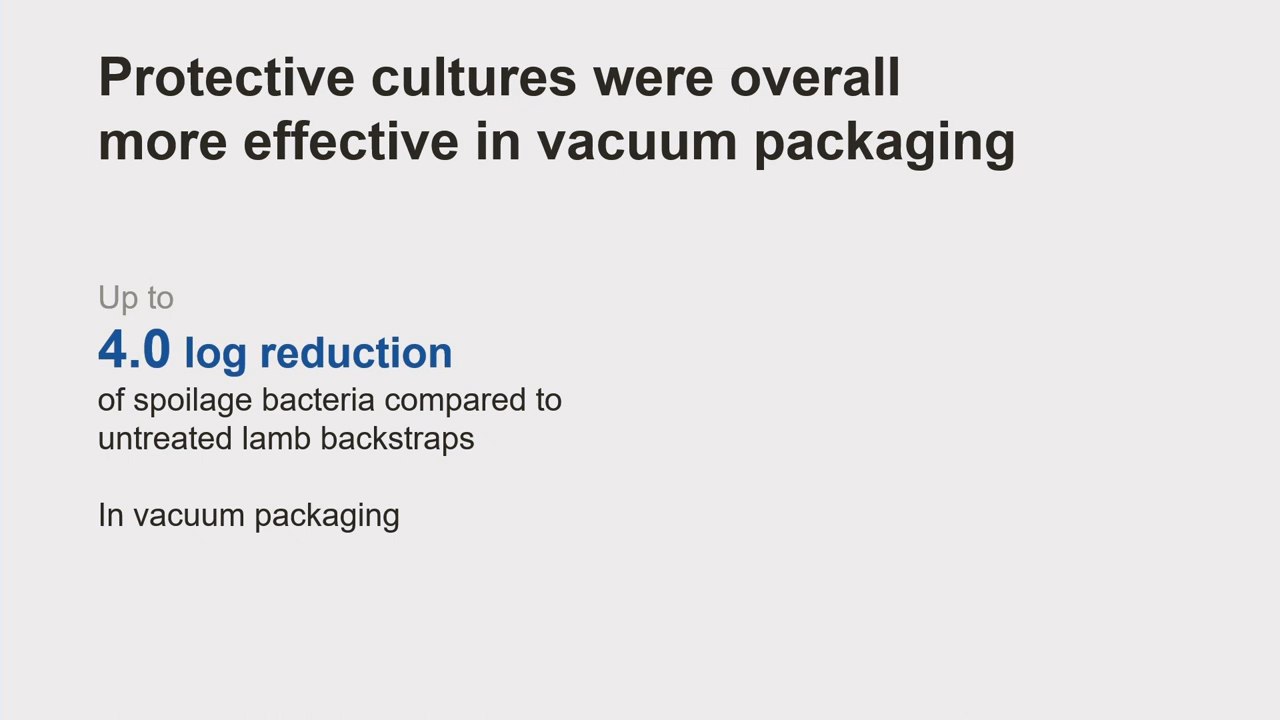 Protective cultures were overall
more effective in vacuum packaging
Up to
4.0 log reduction
of spoilage bacteria compared to
untreated lamb backstraps
In vacuum packaging